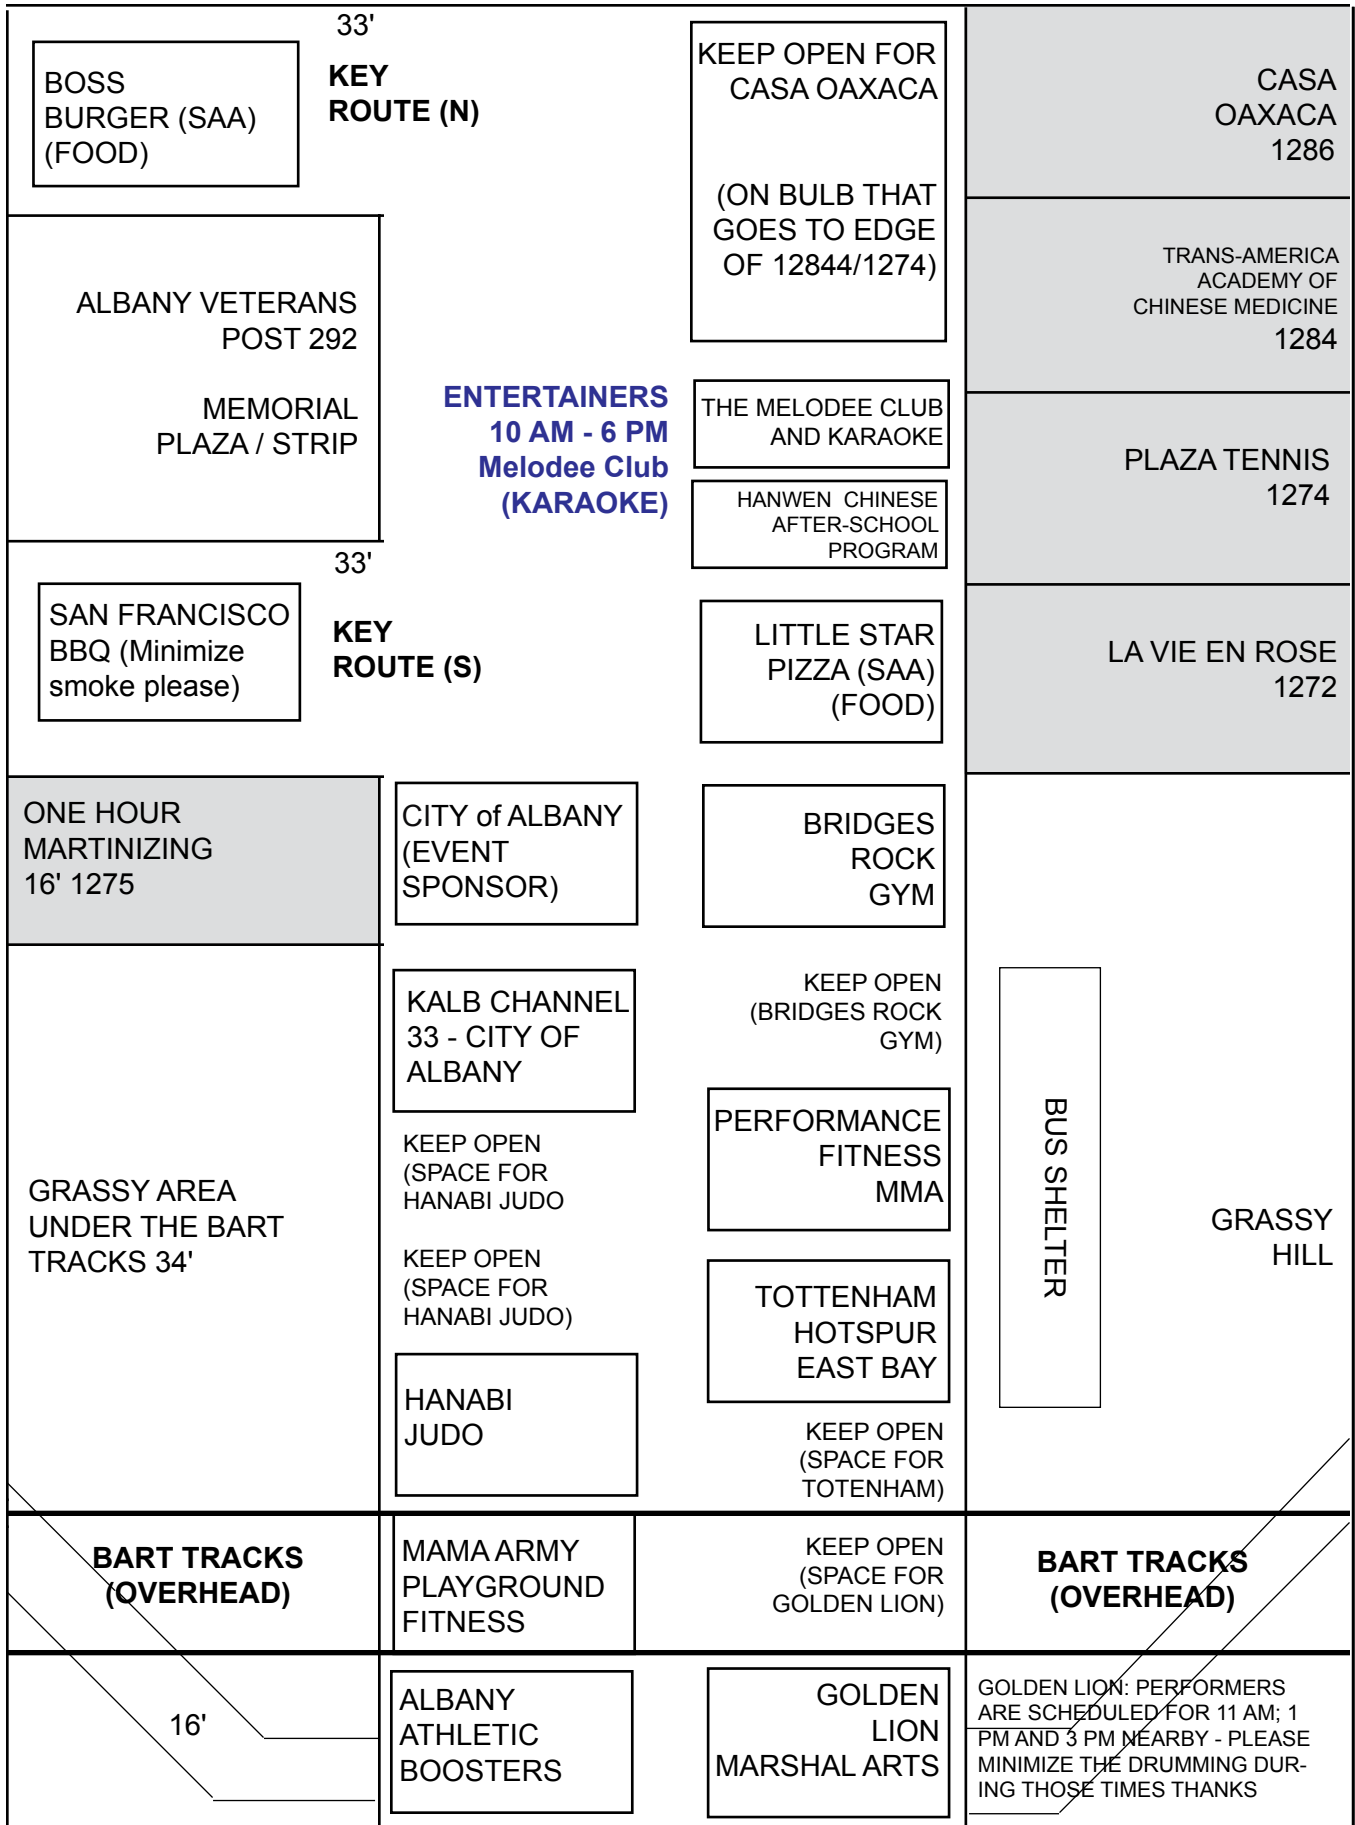 33'
BOSS
BURGER (SAA)
(FOOD)
KEY
ROUTE (N)
KEEP OPEN FOR
CASA OAXACA
(ON BULB THAT
GOES TO EDGE
OF 12844/1274)
CASA
OAXACA
1286
TRANS-AMERICA
ACADEMY OF
CHINESE MEDICINE
1284
ALBANY VETERANS
POST 292
MEMORIAL
PLAZA / STRIP
ENTERTAINERS
10 AM - 6 PM
Melodee Club
(KARAOKE)
THE MELODEE CLUB
AND KARAOKE
HANWEN  CHINESE
AFTER-SCHOOL
PROGRAM
PLAZA TENNIS
1274
33'
SAN FRANCISCO
BBQ (Minimize
smoke please)
KEY
ROUTE (S)
LITTLE STAR
PIZZA (SAA)
(FOOD)
LA VIE EN ROSE
1272
ONE HOUR
MARTINIZING
16' 1275
CITY of ALBANY
(EVENT
SPONSOR)
BRIDGES
ROCK
GYM
KALB CHANNEL
33 - CITY OF
ALBANY
KEEP OPEN
(BRIDGES ROCK
GYM)
KEEP OPEN
(SPACE FOR
HANABI JUDO
PERFORMANCE
FITNESS
MMA
BUS SHELTER
GRASSY AREA
UNDER THE BART
TRACKS 34'
GRASSY
HILL
KEEP OPEN
(SPACE FOR
HANABI JUDO)
TOTTENHAM
HOTSPUR
EAST BAY
HANABI
JUDO
KEEP OPEN
(SPACE FOR
TOTENHAM)
BART TRACKS
(OVERHEAD)
MAMA ARMY
PLAYGROUND
FITNESS
KEEP OPEN
(SPACE FOR
GOLDEN LION)
BART TRACKS
(OVERHEAD)
16'
ALBANY
ATHLETIC
BOOSTERS
GOLDEN
LION
MARSHAL ARTS
GOLDEN LION: PERFORMERS
ARE SCHEDULED FOR 11 AM; 1
PM AND 3 PM NEARBY - PLEASE
MINIMIZE THE DRUMMING DUR-
ING THOSE TIMES THANKS